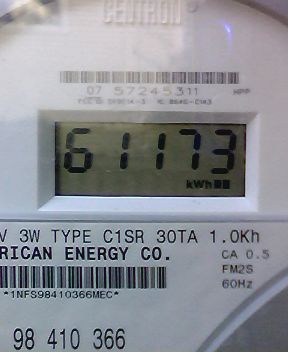 CENTRON
07 57245311
61173
kWh
V 3W TYPE C1SR 30TA 1.0Kh
RICAN ENERGY CO. CA 0.5
FM2S
*1NFS98410366MEC* 60Hz
98 410 366